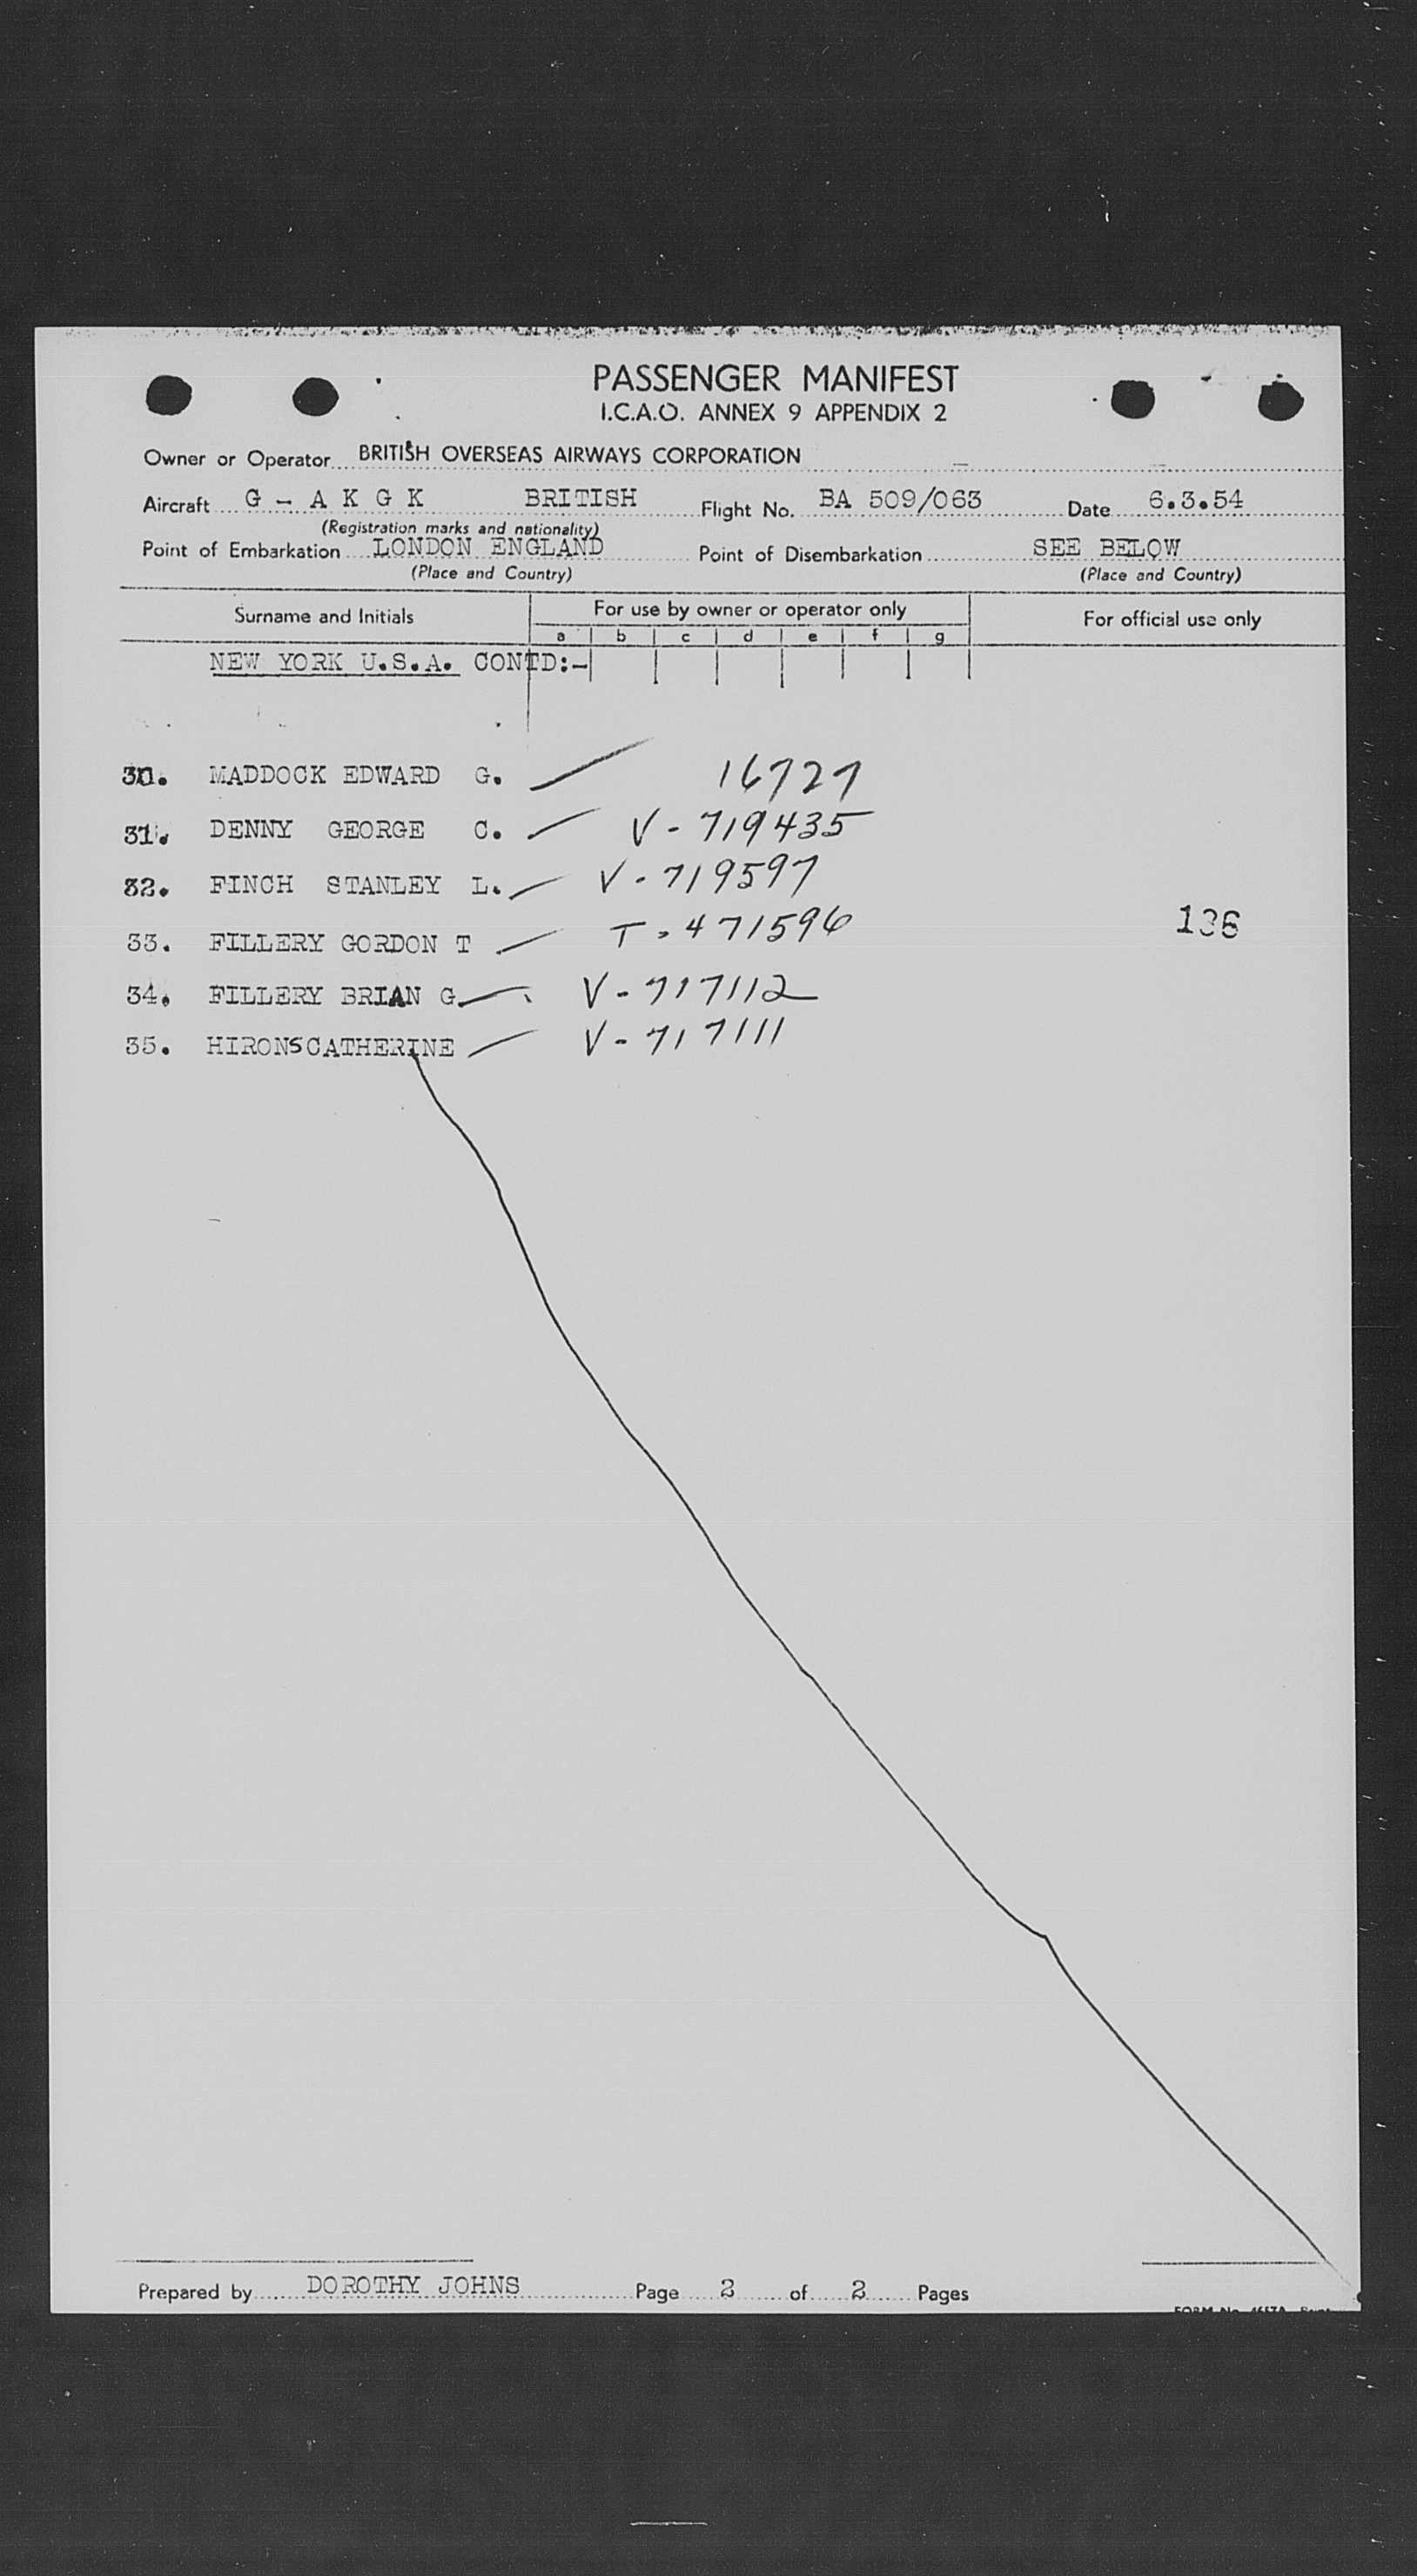 PASSENGER MANIFEST
I.C.A.O. ANNEX 9 APPENDIX 2
Owner or Operator BRITISH OVERSEAS AIRWAYS CORPORATION
Aircraft G - A K G K BRITISH Flight No. BA 509/063 Date 6.3.54
(Registration marks and nationality)
Point of Embarkation LONDON ENGLAND Point of Disembarkation SEE BELOW
(Place and Country) (Place and Country)
Surname and Initials For use by owner or operator only For official use only
a b c d e f g
NEW YORK U.S.A. CONTD:-
30. MADDOCK EDWARD G. 16727
31. DENNY GEORGE C. V - 719435
32. FINCH STANLEY L. V - 719597
33. FILLERY GORDON T T - 471596 136
34. FILLERY BRIAN G. V - 717112
35. HIRONS CATHERINE V - 717111
Prepared by DOROTHY JOHNS Page 2 of 2 Pages
FORM No.